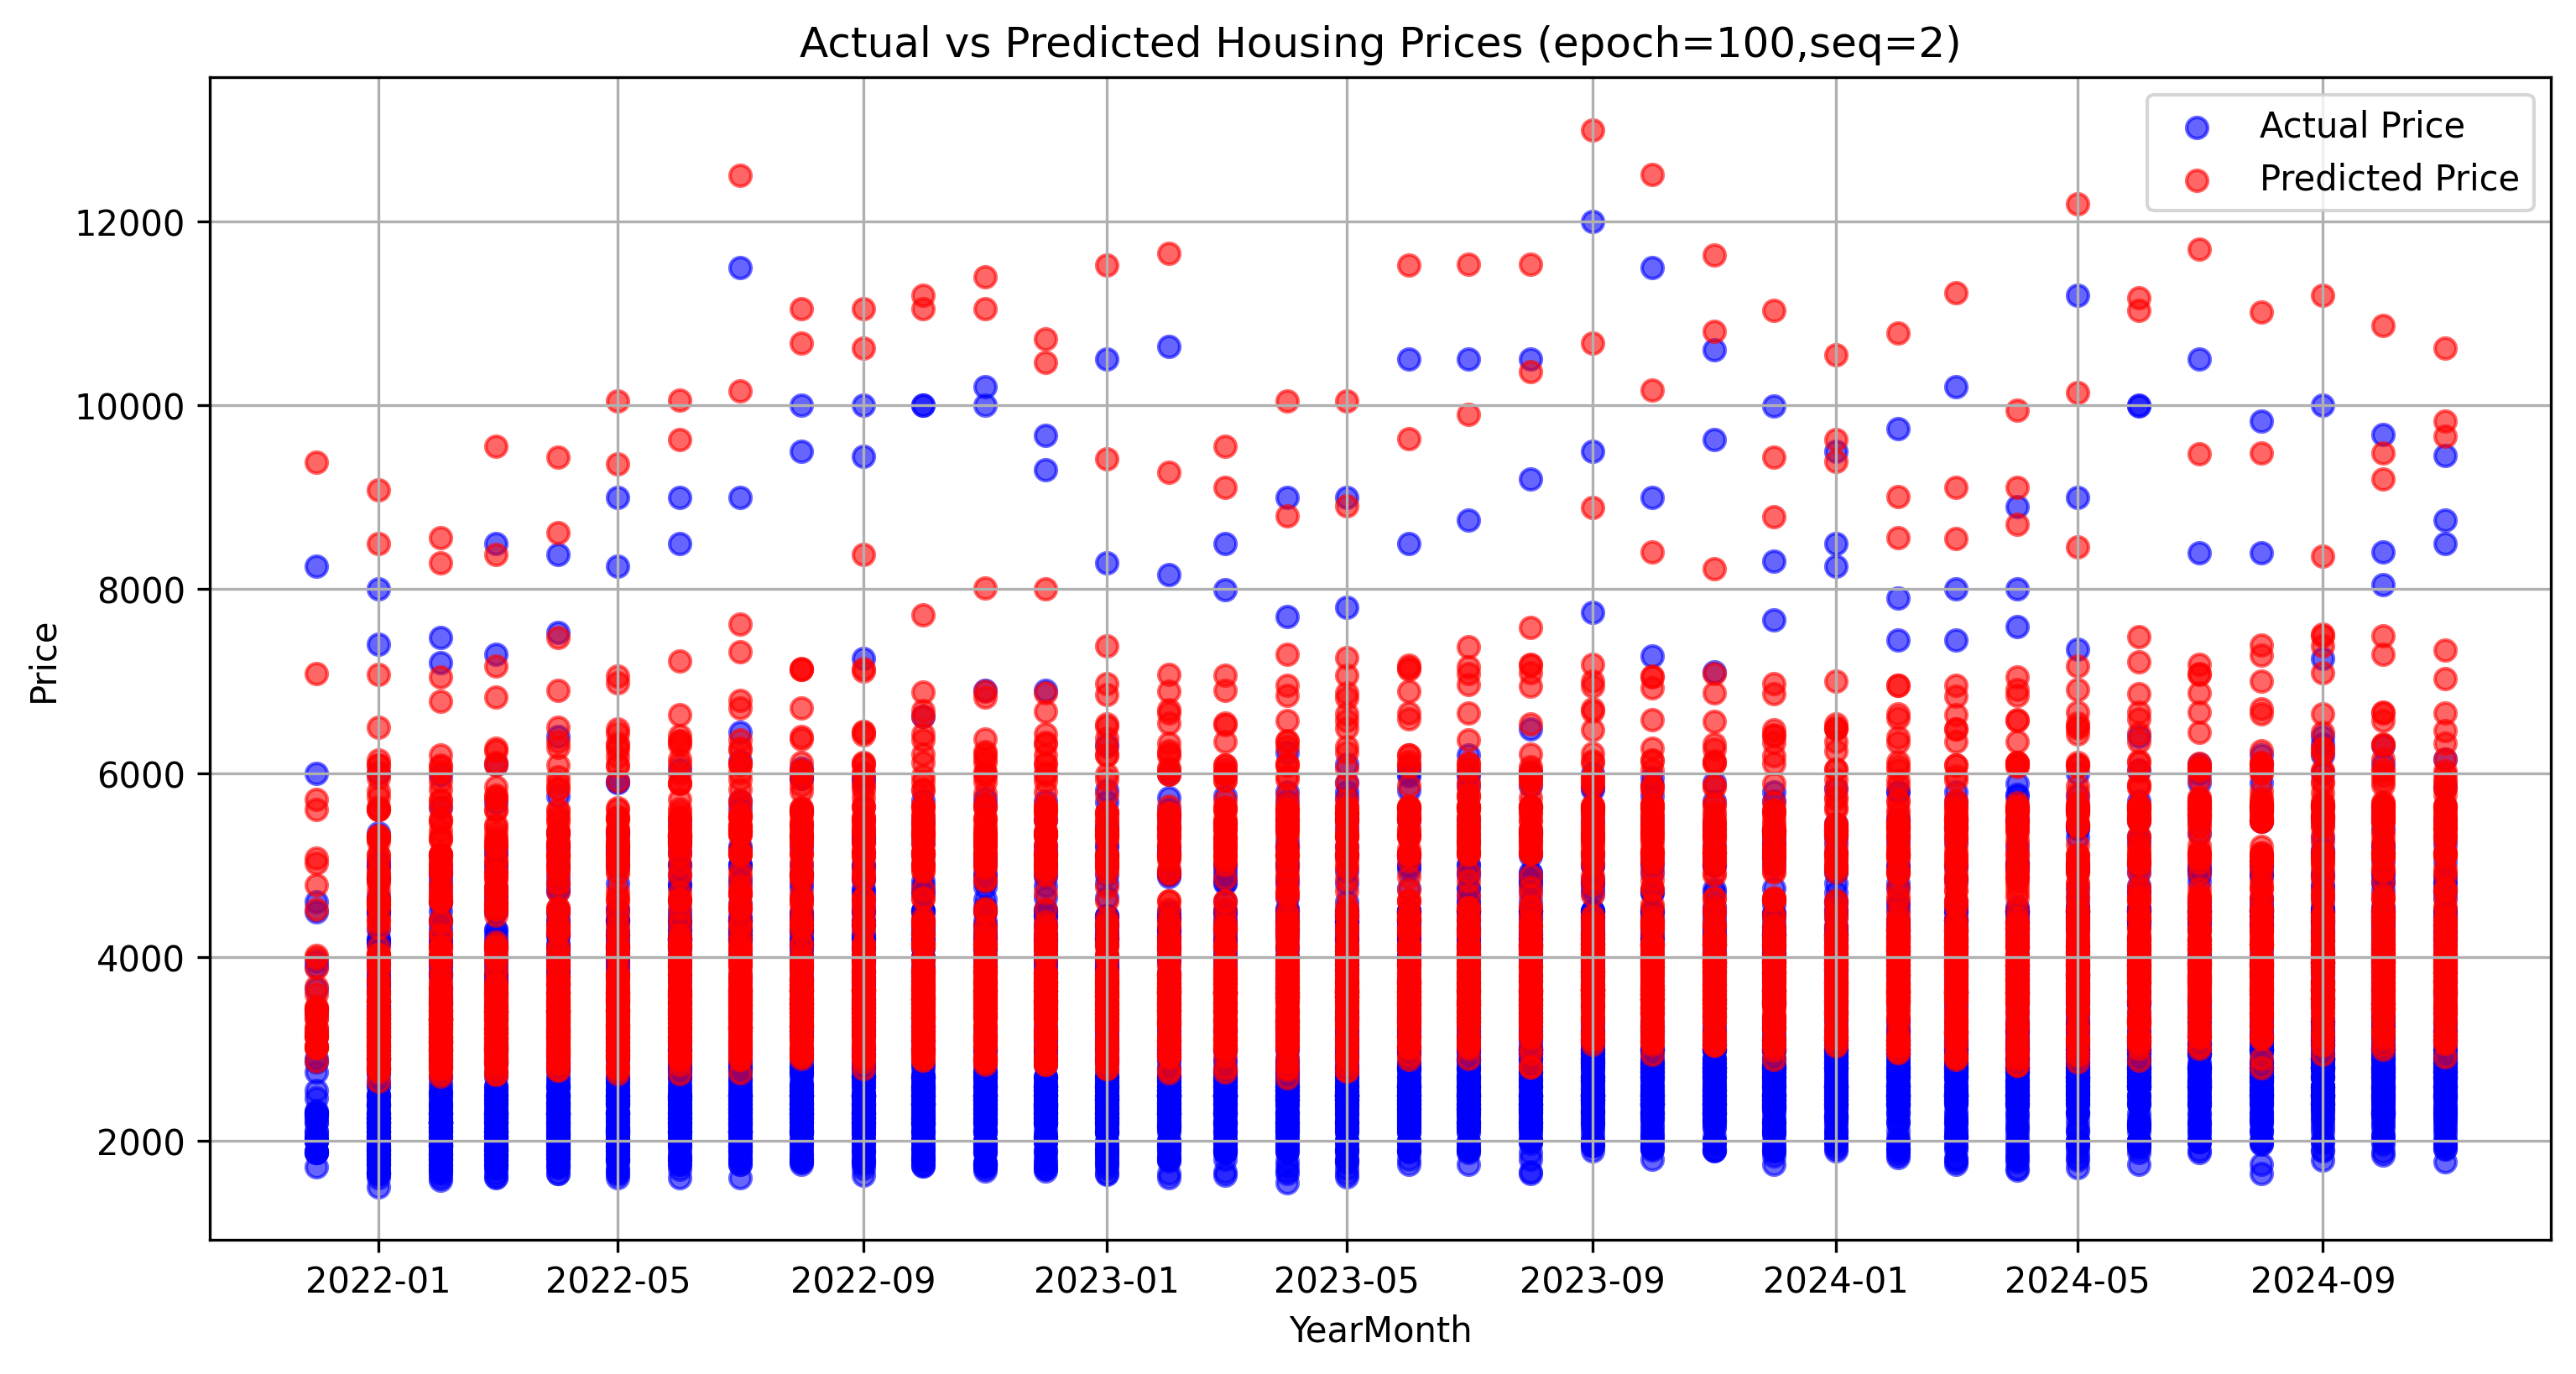 Actual vs Predicted Housing Prices (epoch=100,seq=2)
Actual Price
Predicted Price
12000
10000
8000
6000
4000
2000
Price
2022-01 2022-05 2022-09 2023-01 2023-05 2023-09 2024-01 2024-05 2024-09
YearMonth